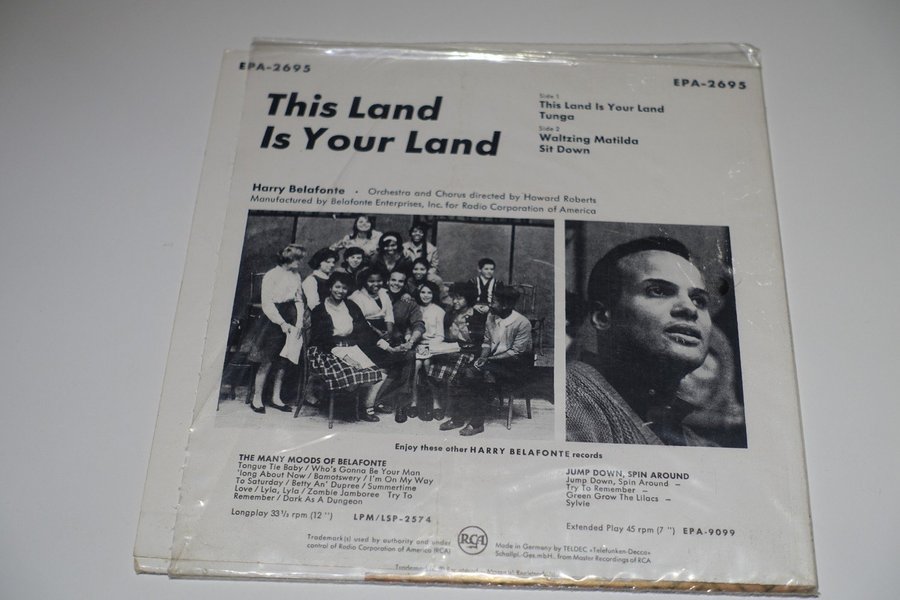 EPA-2695
EPA-2695
This Land
Is Your Land
Side 1
This Land Is Your Land
Tunga
Side 2
Waltzing Matilda
Sit Down
Harry Belafonte • Orchestra and Chorus directed by Howard Roberts
Manufactured by Belafonte Enterprises, Inc. for Radio Corporation of America
Enjoy these other HARRY BELAFONTE records
THE MANY MOODS OF BELAFONTE
Tongue Tie Baby / Who's Gonna Be Your Man
'long About Now / Bamotswery / I'm On My Way
To Saturday / Betty An' Dupree / Summertime
Love / Lyla, Lyla / Zombie Jamboree Try To
Remember / Dark As A Dungeon
Longplay 33 1/3 rpm (12 ") LPM/LSP-2574
JUMP DOWN, SPIN AROUND
Jump Down, Spin Around –
Try To Remember –
Green Grow The Lilacs –
Sylvie
Extended Play 45 rpm (7 ") EPA-9099
Trademark(s) used by authority and under
control of Radio Corporation of America (RCA)
RCA
Made in Germany by TELDEC »Telefunken-Decca«
Schallpl.-Ges.mbH., from Master Recordings of RCA